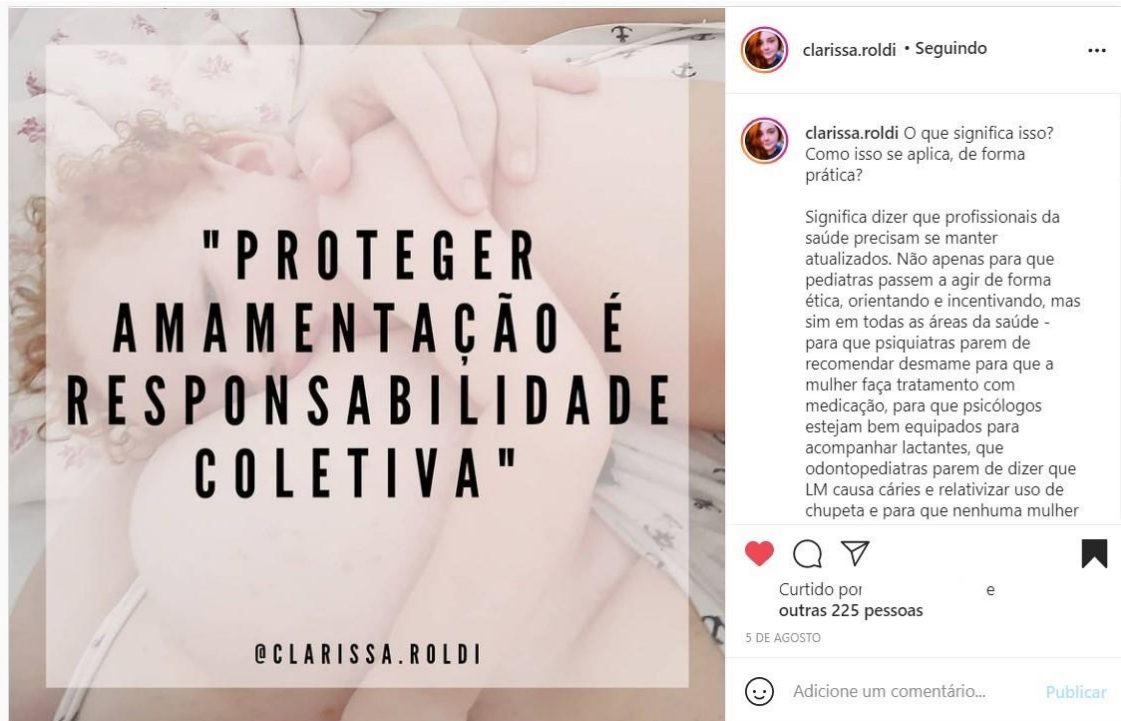 "PROTEGER
AMAMENTAÇÃO É
RESPONSABILIDADE
COLETIVA"
@CLARISSA.ROLDI
clarissa.roldi • Seguindo
clarissa.roldi O que significa isso?
Como isso se aplica, de forma
prática?
Significa dizer que profissionais da
saúde precisam se manter
atualizados. Não apenas para que
pediatras passem a agir de forma
ética, orientando e incentivando, mas
sim em todas as áreas da saúde -
para que psiquiatras parem de
recomendar desmame para que a
mulher faça tratamento com
medicação, para que psicólogos
estejam bem equipados para
acompanhar lactantes, que
odontopediatras parem de dizer que
LM causa cáries e relativizar uso de
chupeta e para que nenhuma mulher
Curtido por e
outras 225 pessoas
5 DE AGOSTO
Adicione um comentário... Publicar